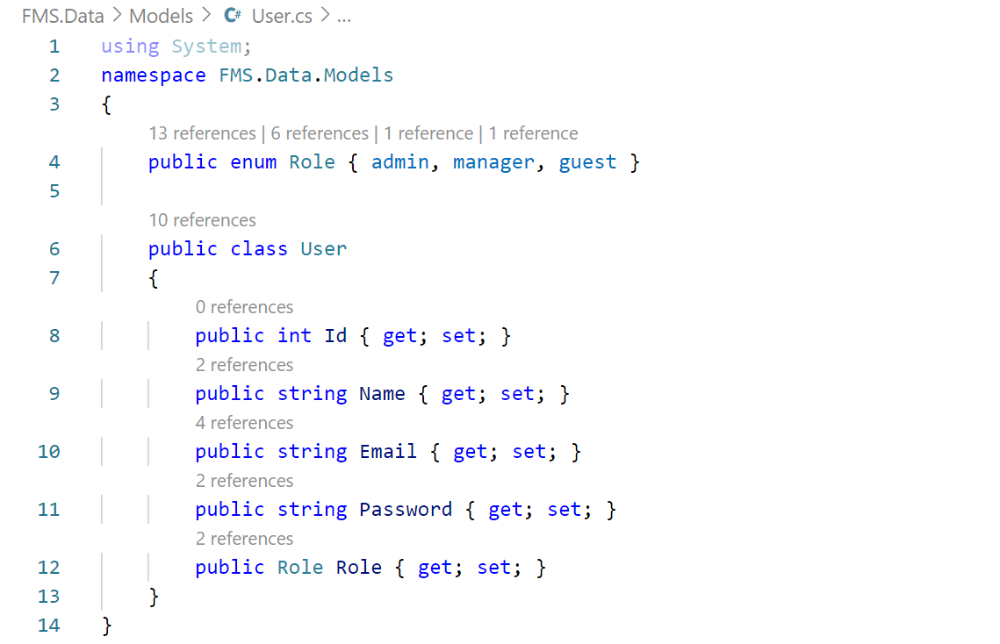 FMS.Data > Models > C# User.cs > ...
1 using System;
2 namespace FMS.Data.Models
3 {
13 references | 6 references | 1 reference | 1 reference
4 public enum Role { admin, manager, guest }
5
10 references
6 public class User
7 {
0 references
8 public int Id { get; set; }
2 references
9 public string Name { get; set; }
4 references
10 public string Email { get; set; }
2 references
11 public string Password { get; set; }
2 references
12 public Role Role { get; set; }
13 }
14 }